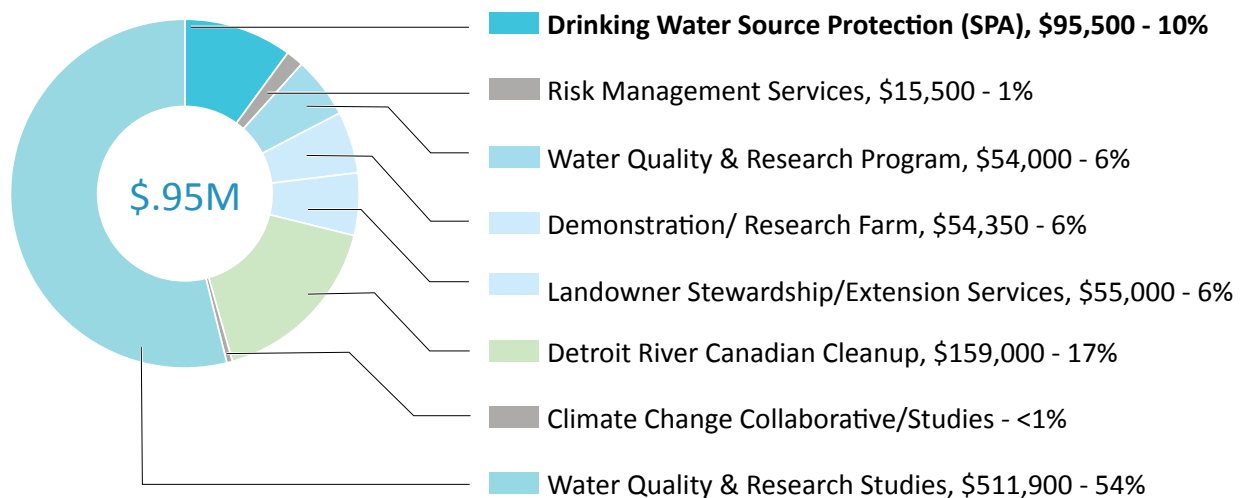 Drinking Water Source Protection (SPA), $95,500 - 10%
Risk Management Services, $15,500 - 1%
Water Quality & Research Program, $54,000 - 6%
$.95M
Demonstration/ Research Farm, $54,350 - 6%
Landowner Stewardship/Extension Services, $55,000 - 6%
Detroit River Canadian Cleanup, $159,000 - 17%
Climate Change Collaborative/Studies - <1%
Water Quality & Research Studies, $511,900 - 54%